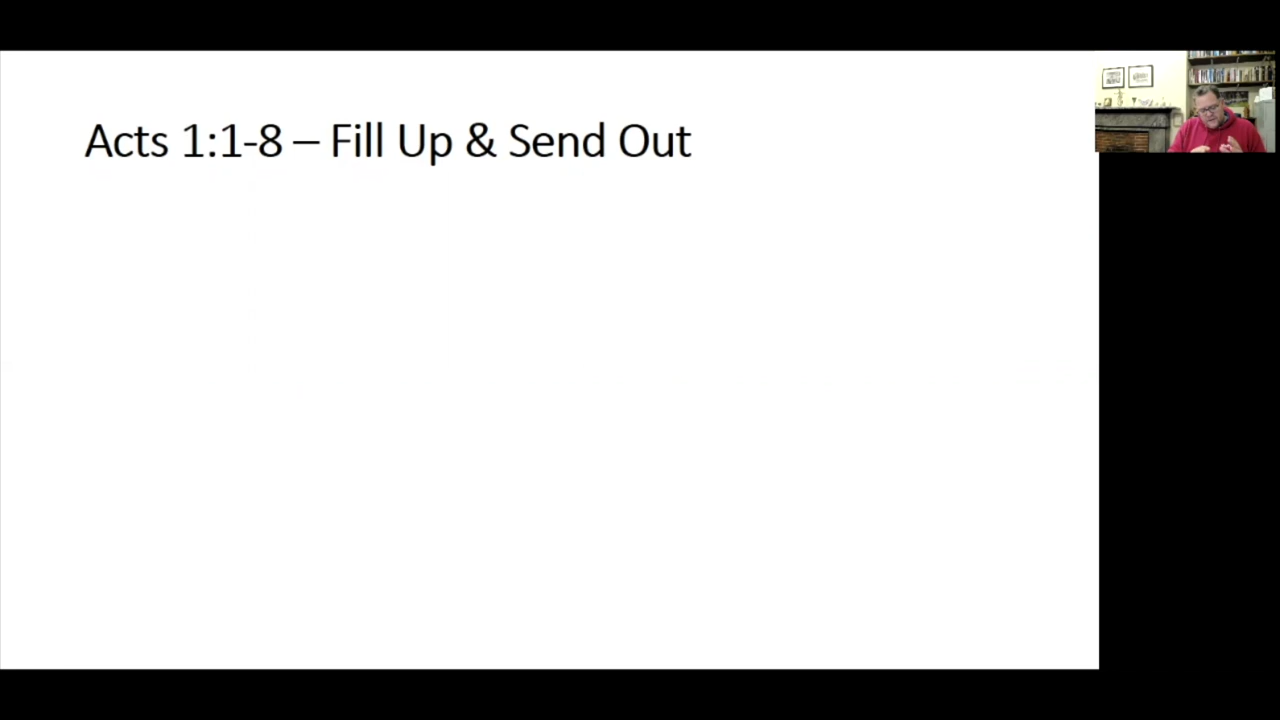 Acts 1:1-8 – Fill Up & Send Out